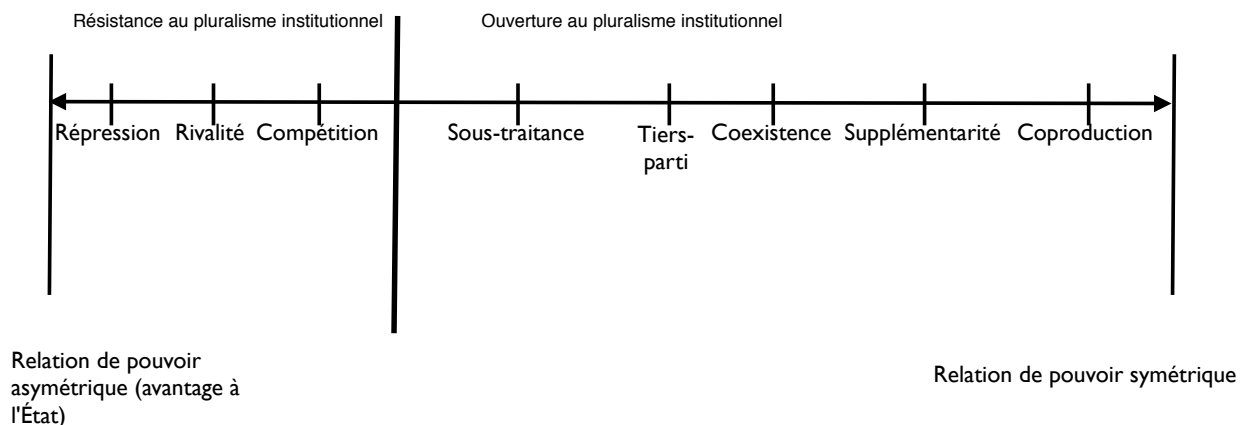 Résistance au pluralisme institutionnel
Ouverture au pluralisme institutionnel
Répression
Rivalité
Compétition
Sous-traitance
Tiers-
parti
Coexistence
Supplémentarité
Coproduction
Relation de pouvoir
asymétrique (avantage à
l'État)
Relation de pouvoir symétrique